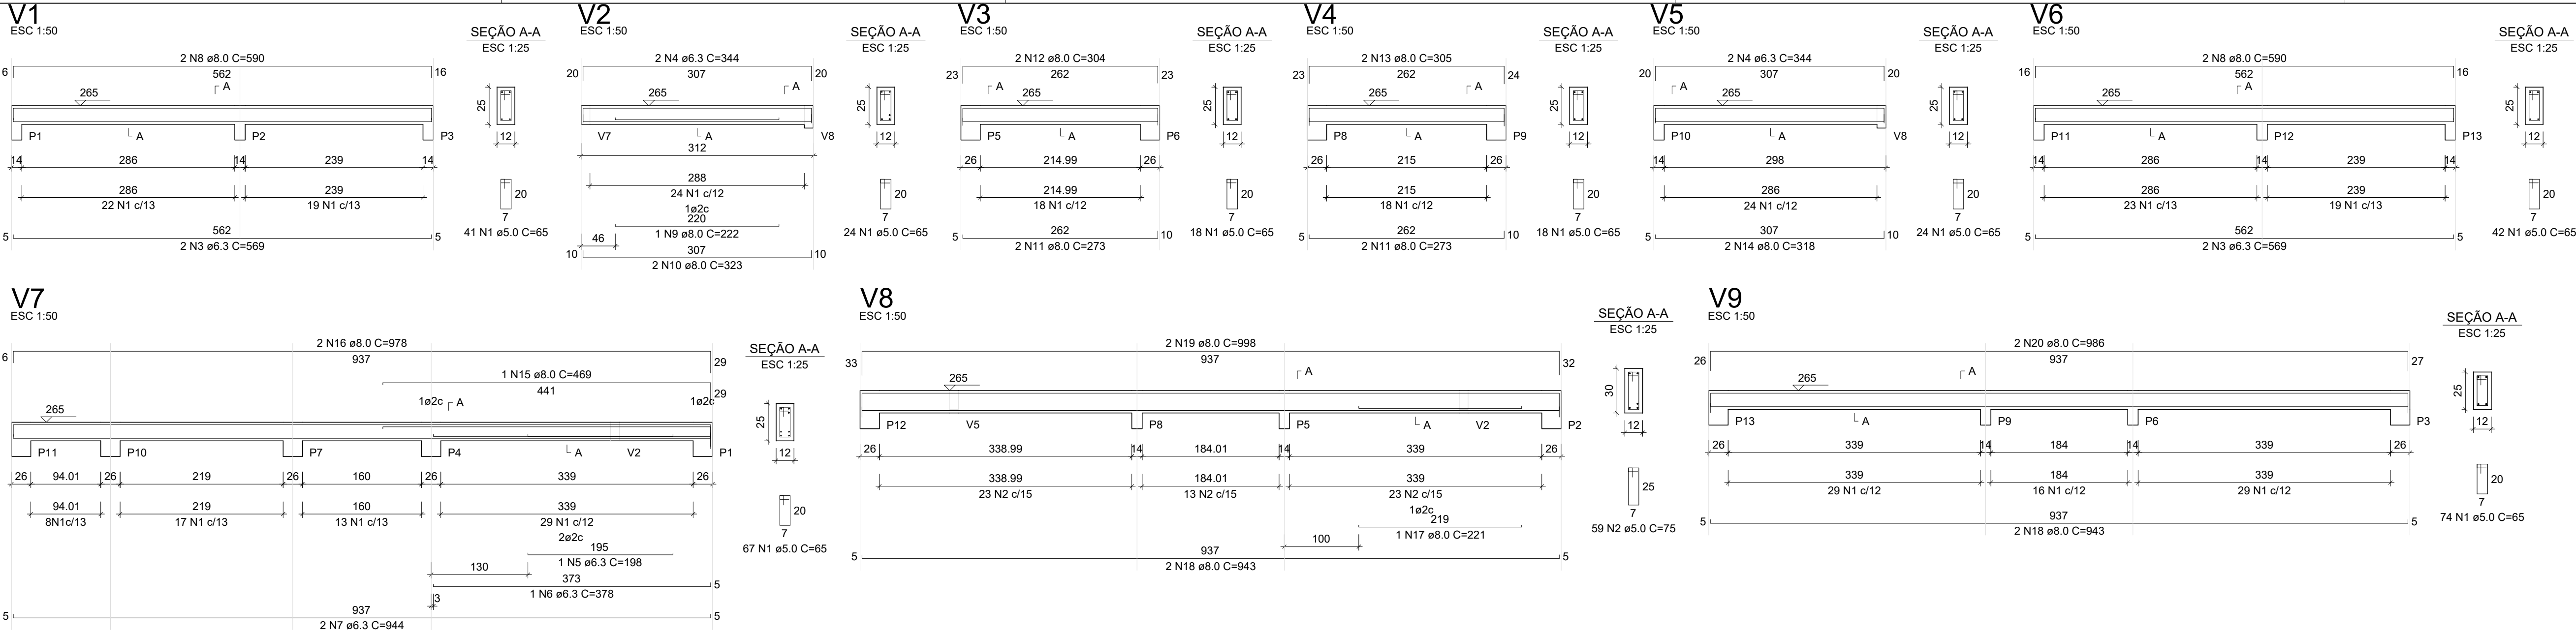 V1
ESC 1:50
2 N8 ø8.0 C=590
6
562
16
A
265
P1
A
P2
P3
14
286
14
239
14
286
22 N1 c/13
239
19 N1 c/13
5
562
5
2 N3 ø6.3 C=569
SEÇÃO A-A
ESC 1:25
25
12
20
7
41 N1 ø5.0 C=65
V2
ESC 1:50
2 N4 ø6.3 C=344
20
307
20
A
265
V7
A
V8
312
288
24 N1 c/12
1ø2c
220
1 N9 ø8.0 C=222
46
10
307
10
2 N10 ø8.0 C=323
SEÇÃO A-A
ESC 1:25
25
12
20
7
24 N1 ø5.0 C=65
V3
ESC 1:50
2 N12 ø8.0 C=304
23
262
23
A
265
P5
A
P6
26
214.99
26
214.99
18 N1 c/12
5
262
10
2 N11 ø8.0 C=273
SEÇÃO A-A
ESC 1:25
25
12
20
7
18 N1 ø5.0 C=65
V4
ESC 1:50
2 N13 ø8.0 C=305
23
262
24
A
265
P8
A
P9
26
215
26
215
18 N1 c/12
5
262
10
2 N11 ø8.0 C=273
SEÇÃO A-A
ESC 1:25
25
12
20
7
18 N1 ø5.0 C=65
V5
ESC 1:50
2 N4 ø6.3 C=344
20
307
20
A
265
P10
A
V8
14
298
286
24 N1 c/12
5
307
10
2 N14 ø8.0 C=318
SEÇÃO A-A
ESC 1:25
25
12
20
7
24 N1 ø5.0 C=65
V6
ESC 1:50
2 N8 ø8.0 C=590
16
562
16
A
265
P11
A
P12
P13
14
286
14
239
14
286
23 N1 c/13
239
19 N1 c/13
5
562
5
2 N3 ø6.3 C=569
SEÇÃO A-A
ESC 1:25
25
12
20
7
42 N1 ø5.0 C=65
V7
ESC 1:50
2 N16 ø8.0 C=978
6
937
29
1 N15 ø8.0 C=469
441
29
1ø2c
A
1ø2c
265
P11
P10
P7
P4
A
V2
P1
26
94.01
26
219
26
160
26
339
26
94.01
8N1c/13
219
17 N1 c/13
160
13 N1 c/13
339
29 N1 c/12
2ø2c
195
1 N5 ø6.3 C=198
130
373
5
1 N6 ø6.3 C=378
3
5
937
5
2 N7 ø6.3 C=944
SEÇÃO A-A
ESC 1:25
25
12
20
7
67 N1 ø5.0 C=65
V8
ESC 1:50
2 N19 ø8.0 C=998
33
937
32
A
265
P12
V5
P8
P5
A
V2
P2
26
338.99
14
184.01
14
339
26
338.99
23 N2 c/15
184.01
13 N2 c/15
339
23 N2 c/15
1ø2c
219
1 N17 ø8.0 C=221
100
5
937
5
2 N18 ø8.0 C=943
SEÇÃO A-A
ESC 1:25
30
12
25
7
59 N2 ø5.0 C=75
V9
ESC 1:50
2 N20 ø8.0 C=986
26
937
27
A
265
P13
A
P9
P6
P3
26
339
14
184
14
339
26
339
29 N1 c/12
184
16 N1 c/12
339
29 N1 c/12
5
937
5
2 N18 ø8.0 C=943
SEÇÃO A-A
ESC 1:25
25
12
20
7
74 N1 ø5.0 C=65